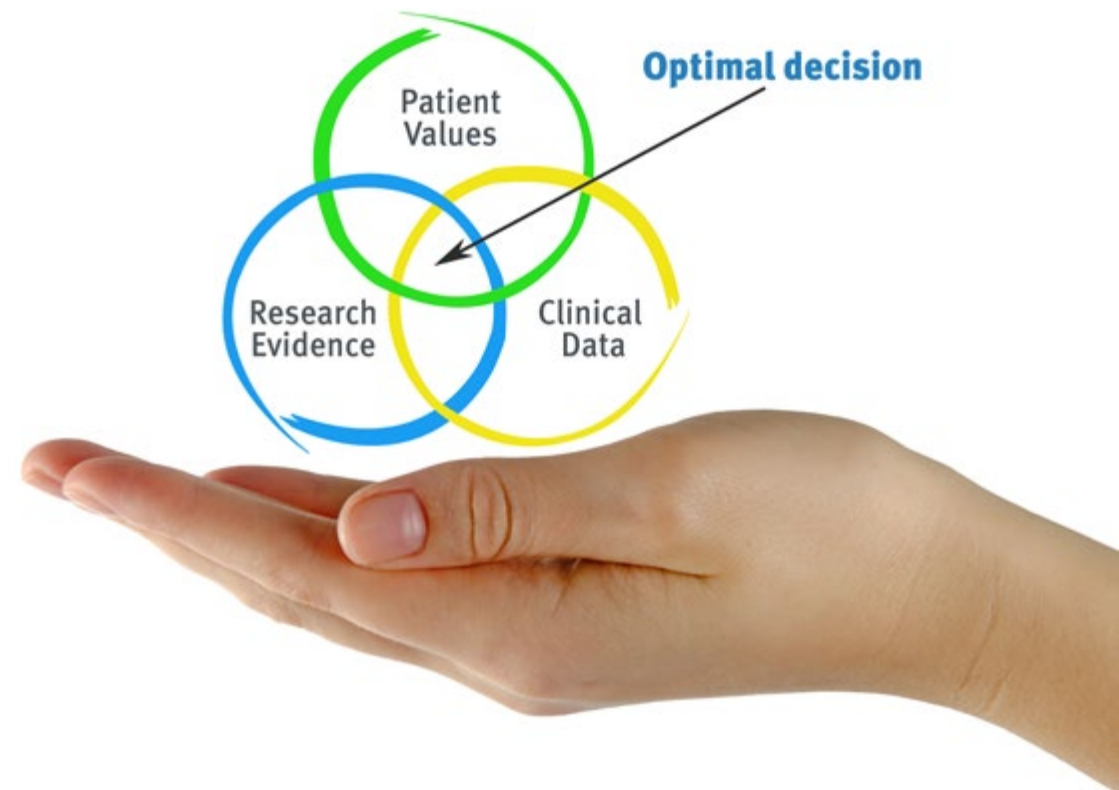 Optimal decision
Patient
Values
Research
Evidence
Clinical
Data